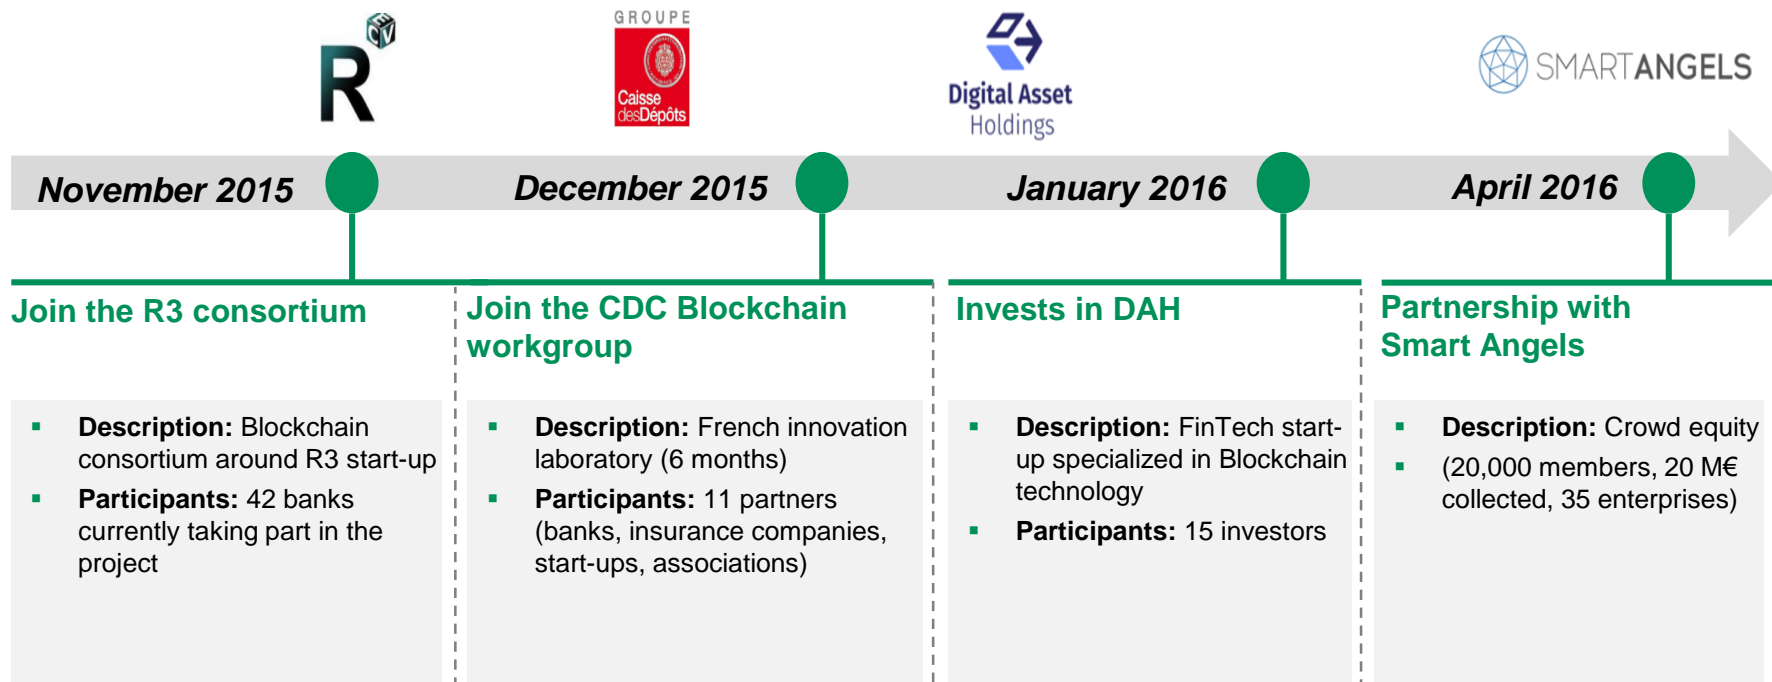 R
CEV
GROUPE
Caisse
desDépôts
Digital Asset
Holdings
SMARTANGELS
November 2015
December 2015
January 2016
April 2016
Join the R3 consortium
Join the CDC Blockchain
workgroup
Invests in DAH
Partnership with
Smart Angels
▪ Description: Blockchain
consortium around R3 start-up
▪ Participants: 42 banks
currently taking part in the
project
▪ Description: French innovation
laboratory (6 months)
▪ Participants: 11 partners
(banks, insurance companies,
start-ups, associations)
▪ Description: FinTech start-
up specialized in Blockchain
technology
▪ Participants: 15 investors
▪ Description: Crowd equity
▪ (20,000 members, 20 M€
collected, 35 enterprises)